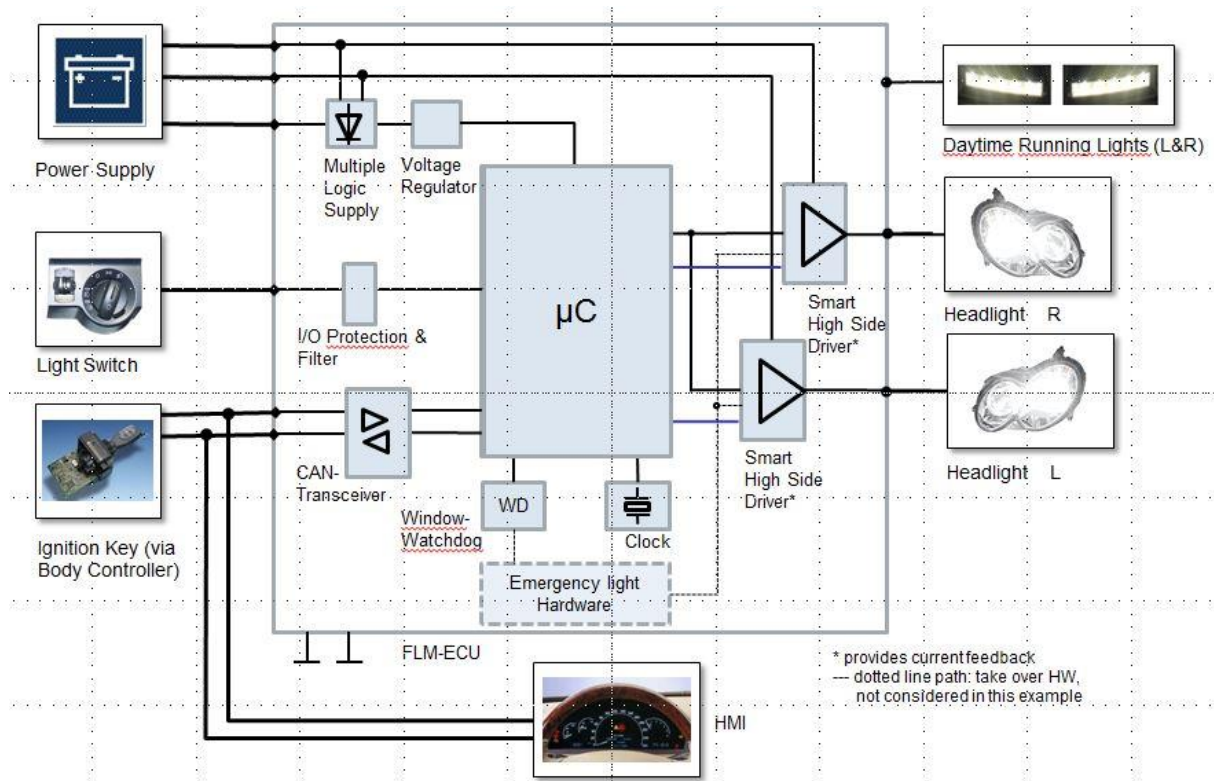 Power Supply
Multiple
Logic
Supply
Voltage
Regulator
Daytime Running Lights (L&R)
µC
Smart
High Side
Driver*
Headlight R
I/O Protection &
Filter
Light Switch
CAN-
Transceiver
Smart
High Side
Driver*
Headlight L
Window-
Watchdog
WD
Clock
Ignition Key (via
Body Controller)
Emergency light
Hardware
FLM-ECU
* provides current feedback
--- dotted line path: take over HW,
not considered in this example
HMI